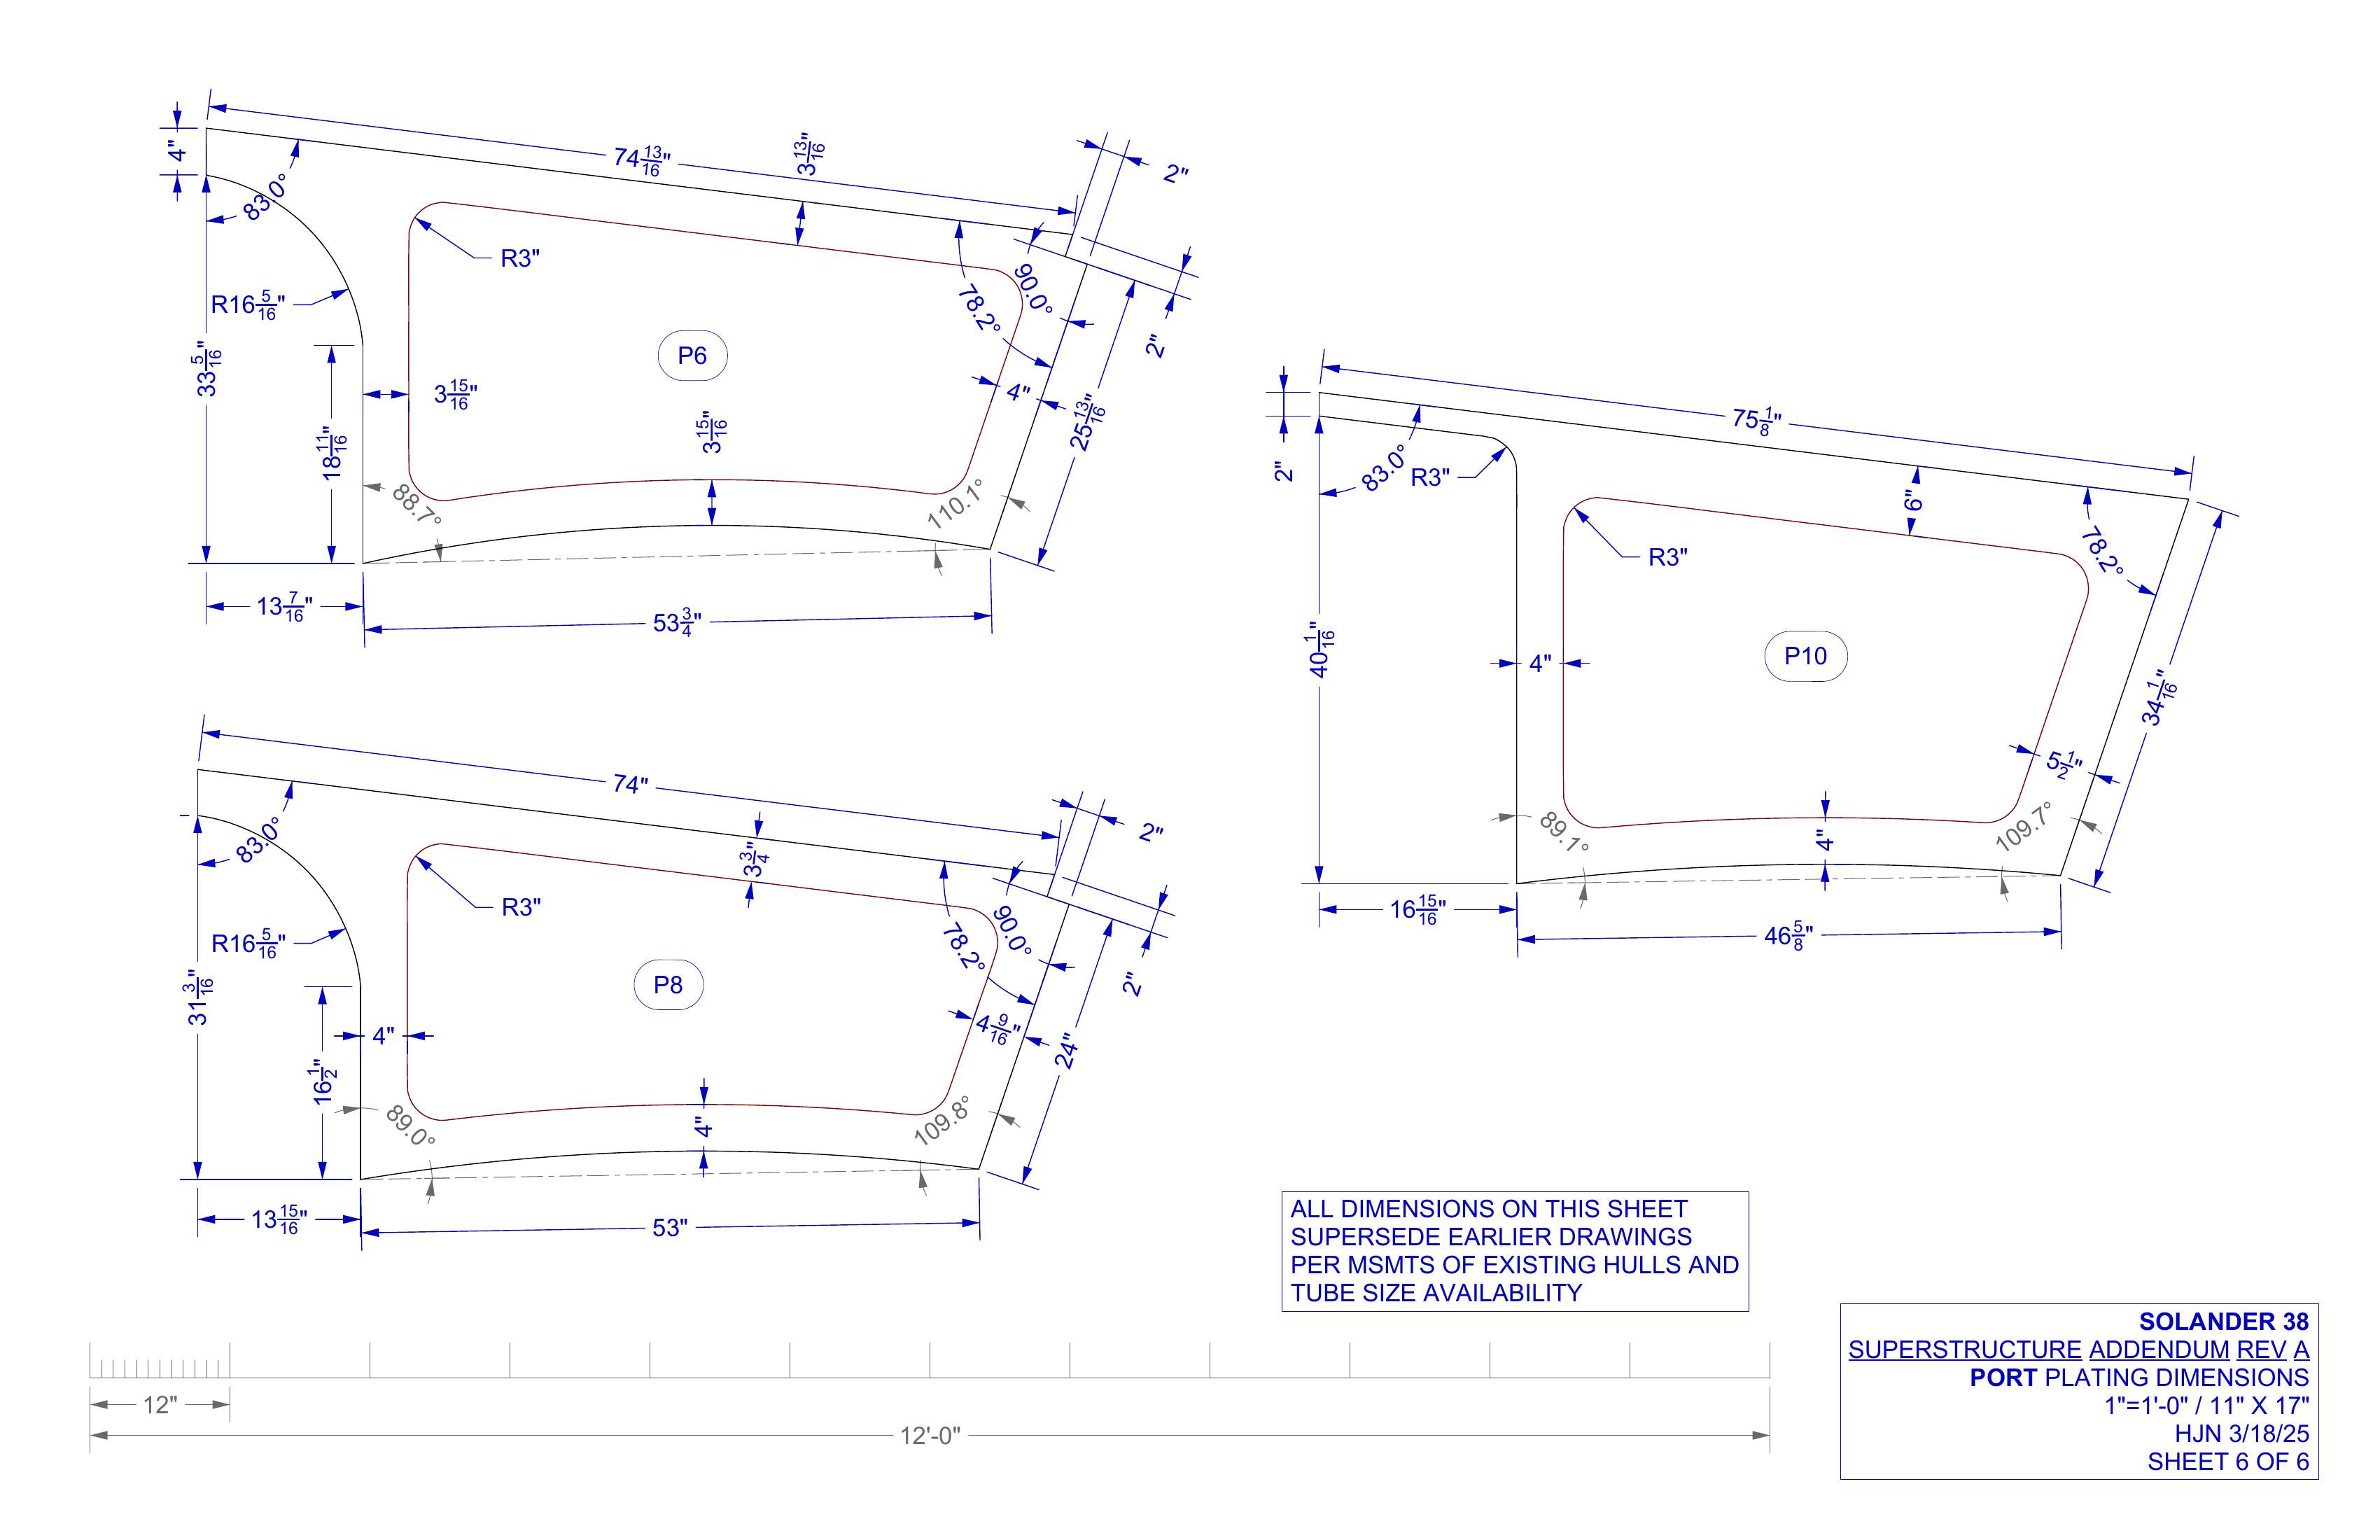 4"
83.0°
74 13/16"
3 13/16"
2"
R3"
R16 5/16"
90.0°
78.2°
2"
P6
33 5/16"
3 15/16"
4"
25 13/16"
18 11/16"
3 15/16"
88.7°
110.1°
13 7/16"
53 3/4"
2"
83.0°
R3"
75 1/8"
6"
78.2°
R3"
40 1/16"
4"
P10
34 1/16"
5 1/2"
89.1°
4"
109.7°
16 15/16"
46 5/8"
74"
2"
83.0°
3 3/4"
R3"
90.0°
R16 5/16"
78.2°
2"
31 3/16"
P8
4"
4 9/16"
24"
16 1/2"
89.0°
4"
109.8°
13 15/16"
53"
ALL DIMENSIONS ON THIS SHEET
SUPERSEDE EARLIER DRAWINGS
PER MSMTS OF EXISTING HULLS AND
TUBE SIZE AVAILABILITY
SOLANDER 38
SUPERSTRUCTURE ADDENDUM REV A
PORT PLATING DIMENSIONS
1"=1'-0" / 11" X 17"
HJN 3/18/25
SHEET 6 OF 6
12"
12'-0"